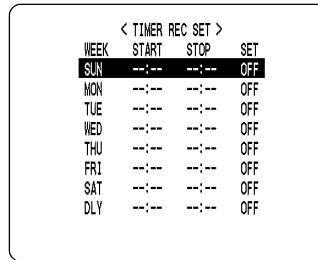 < TIMER REC SET >
WEEK START STOP SET
SUN --:-- --:-- OFF
MON --:-- --:-- OFF
TUE --:-- --:-- OFF
WED --:-- --:-- OFF
THU --:-- --:-- OFF
FRI --:-- --:-- OFF
SAT --:-- --:-- OFF
DLY --:-- --:-- OFF